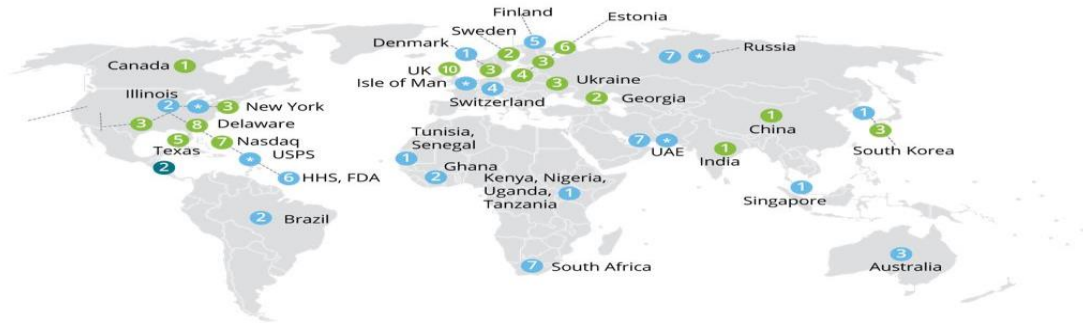 Finland
Sweden
Estonia
5
Denmark
1
2
6
7
*
Russia
Canada
1
UK
10
3
3
4
Isle of Man
*
4
3
Ukraine
Illinois
2
*
3
New York
Switzerland
2
Georgia
1
3
8
Delaware
1
China
3
5
7
Nasdaq
Tunisia,
Senegal
7
*
UAE
1
India
South Korea
Texas
*
USPS
2
6
HHS, FDA
1
Ghana
2
Kenya, Nigeria,
Uganda,
Tanzania
1
1
Singapore
2
Brazil
7
South Africa
3
Australia